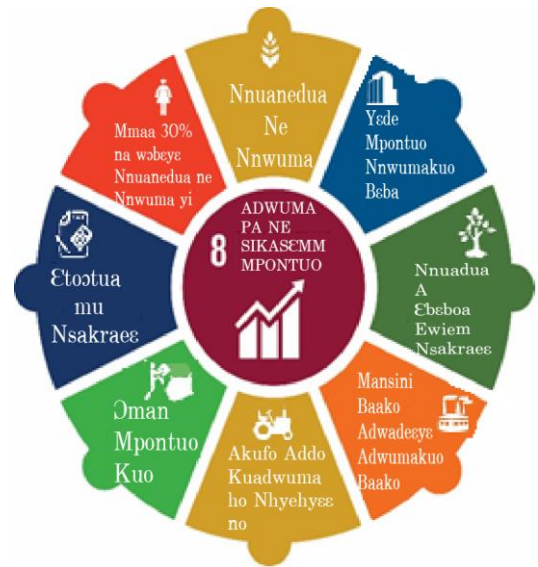 Nnuanedua
Ne
Nnwuma
Yɛde
Mpontuo
Nnwumakuo
Bɛba
Nnuadua
A
Ɛbɛboa
Ewiem
Nsakraeɛ
Mansini
Baako
Adwadeɛyɛ
Adwumakuo
Baako
Akufo Addo
Kuadwuma
ho Nhyehyɛɛ
no
Ɔman
Mpontuo
Kuo
Ɛtoɔtua
mu
Nsakraeɛ
Mmaa 30%
na wɔbɛyɛ
Nnuanedua ne
Nnwuma yi
8
ADWUMA
PA NE
SIKASƐMM
MPONTUO